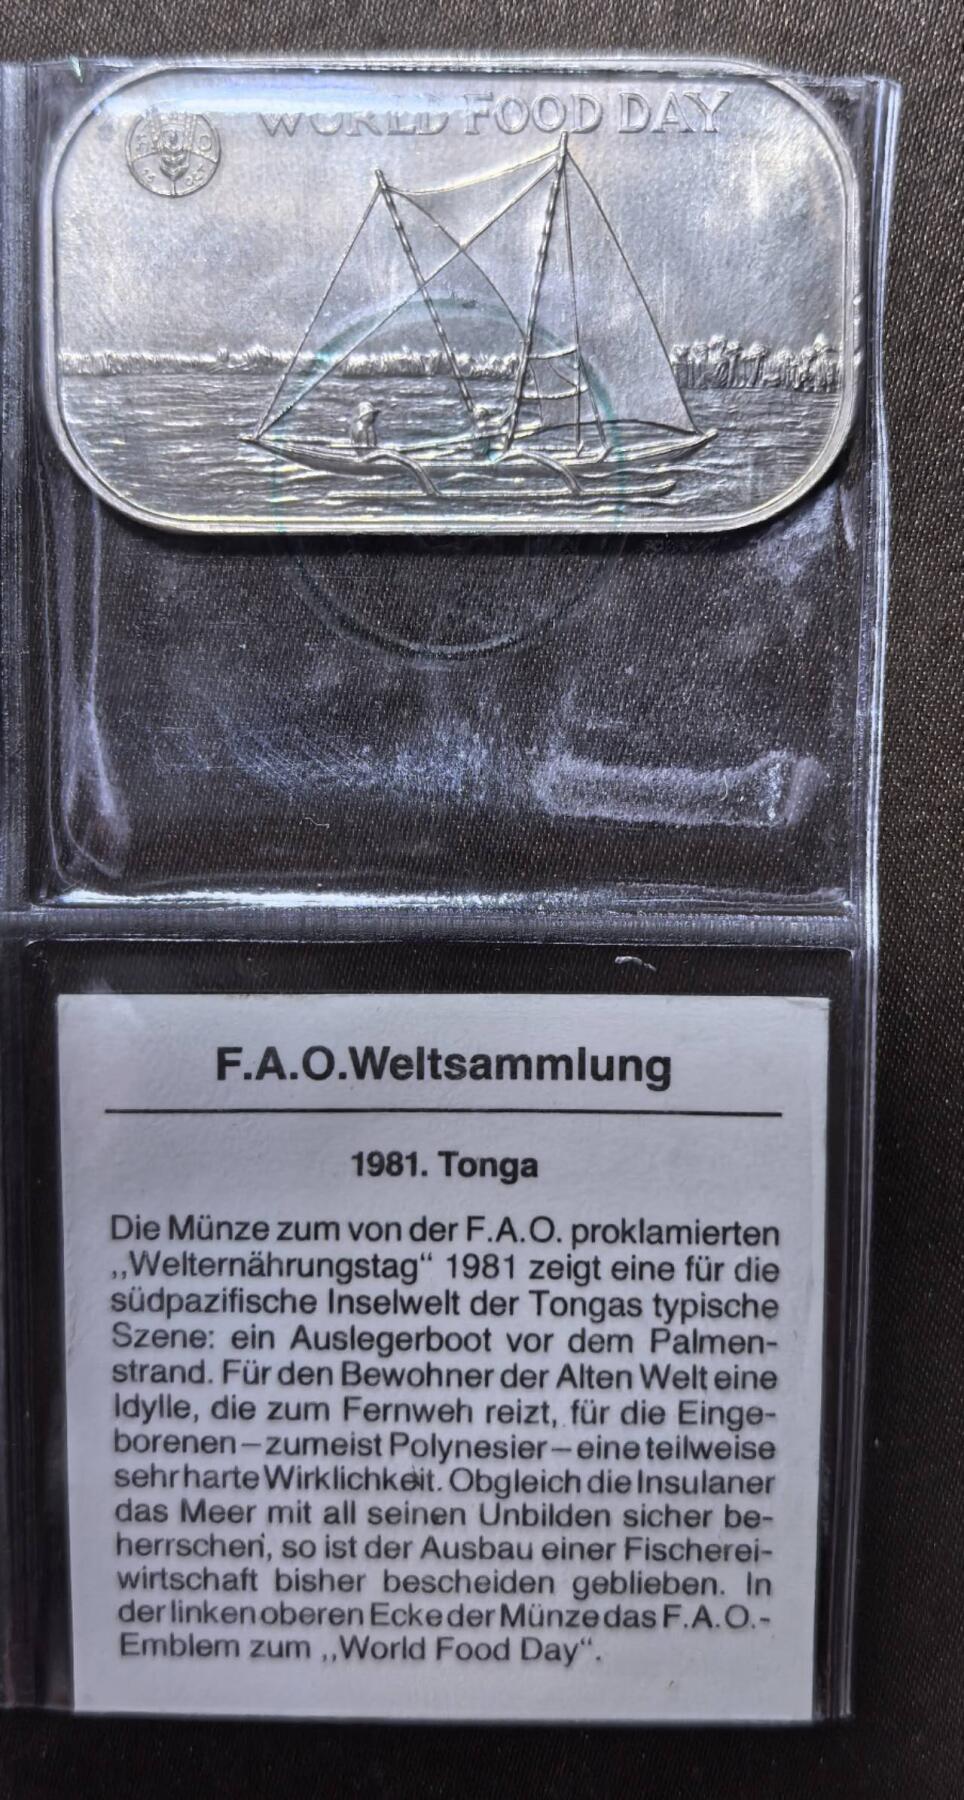 WORLD FOOD DAY
F A O
OCT
F.A.O.Weltsammlung
1981. Tonga
Die Münze zum von der F.A.O. proklamierten
„Welternährungstag“ 1981 zeigt eine für die
südpazifische Inselwelt der Tongas typische
Szene: ein Auslegerboot vor dem Palmen-
strand. Für den Bewohner der Alten Welt eine
Idylle, die zum Fernweh reizt, für die Einge-
borenen – zumeist Polynesier – eine teilweise
sehr harte Wirklichkeit. Obgleich die Insulaner
das Meer mit all seinen Unbilden sicher be-
herrschen, so ist der Ausbau einer Fischerei-
wirtschaft bisher bescheiden geblieben. In
der linken oberen Ecke der Münze das F.A.O.-
Emblem zum „World Food Day“.